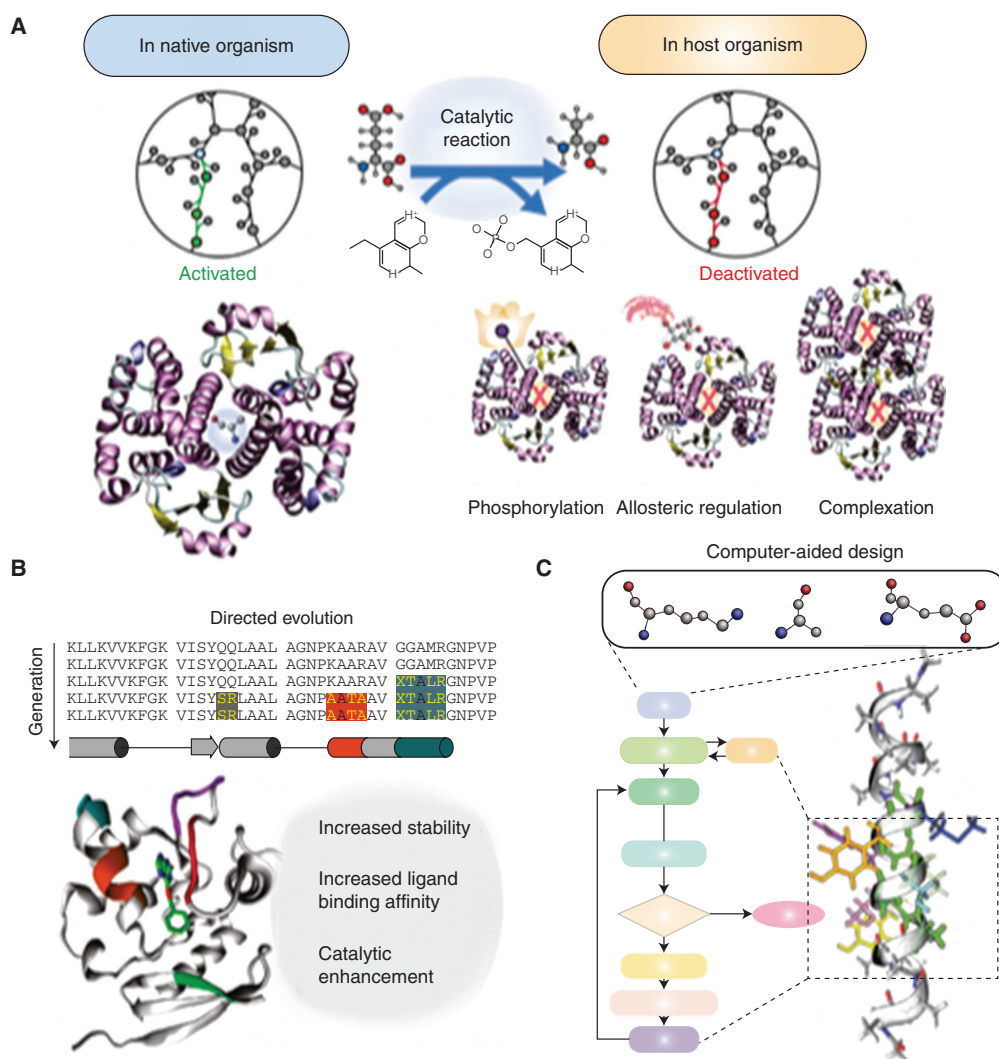 A
In native organism
In host organism
Catalytic
reaction
H+
O
H
O
O
P
O-
O
H+
O
H
Activated
Deactivated
X
X
X
X
Phosphorylation
Allosteric regulation
Complexation
B
Directed evolution
Generation
KLLKVVKFGK VISYQQLAAL AGNPKAARAV GGAMRGNPVP
KLLKVVKFGK VISYQQLAAL AGNPKAARAV GGAMRGNPVP
KLLKVVKFGK VISYQQLAAL AGNPKAARAV XTALRGNPVP
KLLKVVKFGK VISYSRLAAL AGNPAATAAV XTALRGNPVP
KLLKVVKFGK VISYSRLAAL AGNPAATAAV XTALRGNPVP
Increased stability
Increased ligand
binding affinity
Catalytic
enhancement
C
Computer-aided design